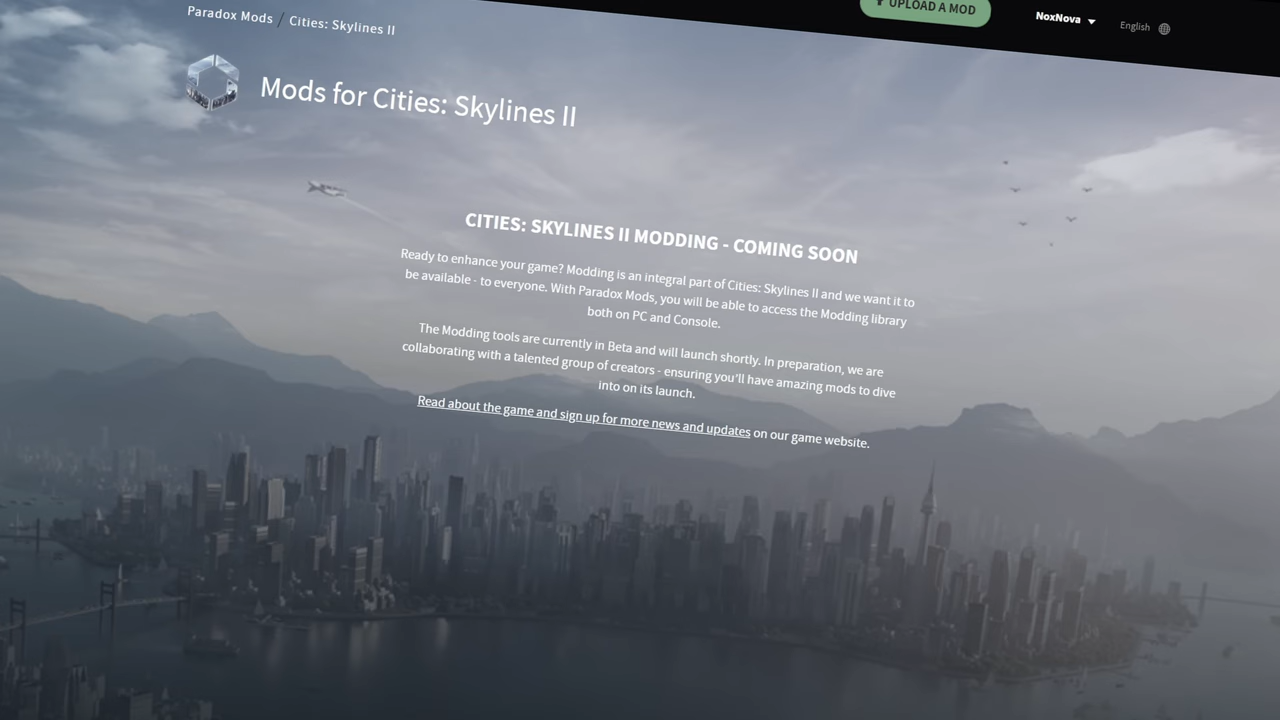 Paradox Mods / Cities: Skylines II
UPLOAD A MOD
NoxNova
English
Mods for Cities: Skylines II
CITIES: SKYLINES II MODDING - COMING SOON
Ready to enhance your game? Modding is an integral part of Cities: Skylines II and we want it to
be available - to everyone. With Paradox Mods, you will be able to access the Modding library
both on PC and Console.
The Modding tools are currently in Beta and will launch shortly. In preparation, we are
collaborating with a talented group of creators - ensuring you'll have amazing mods to dive
into on its launch.
Read about the game and sign up for more news and updates on our game website.